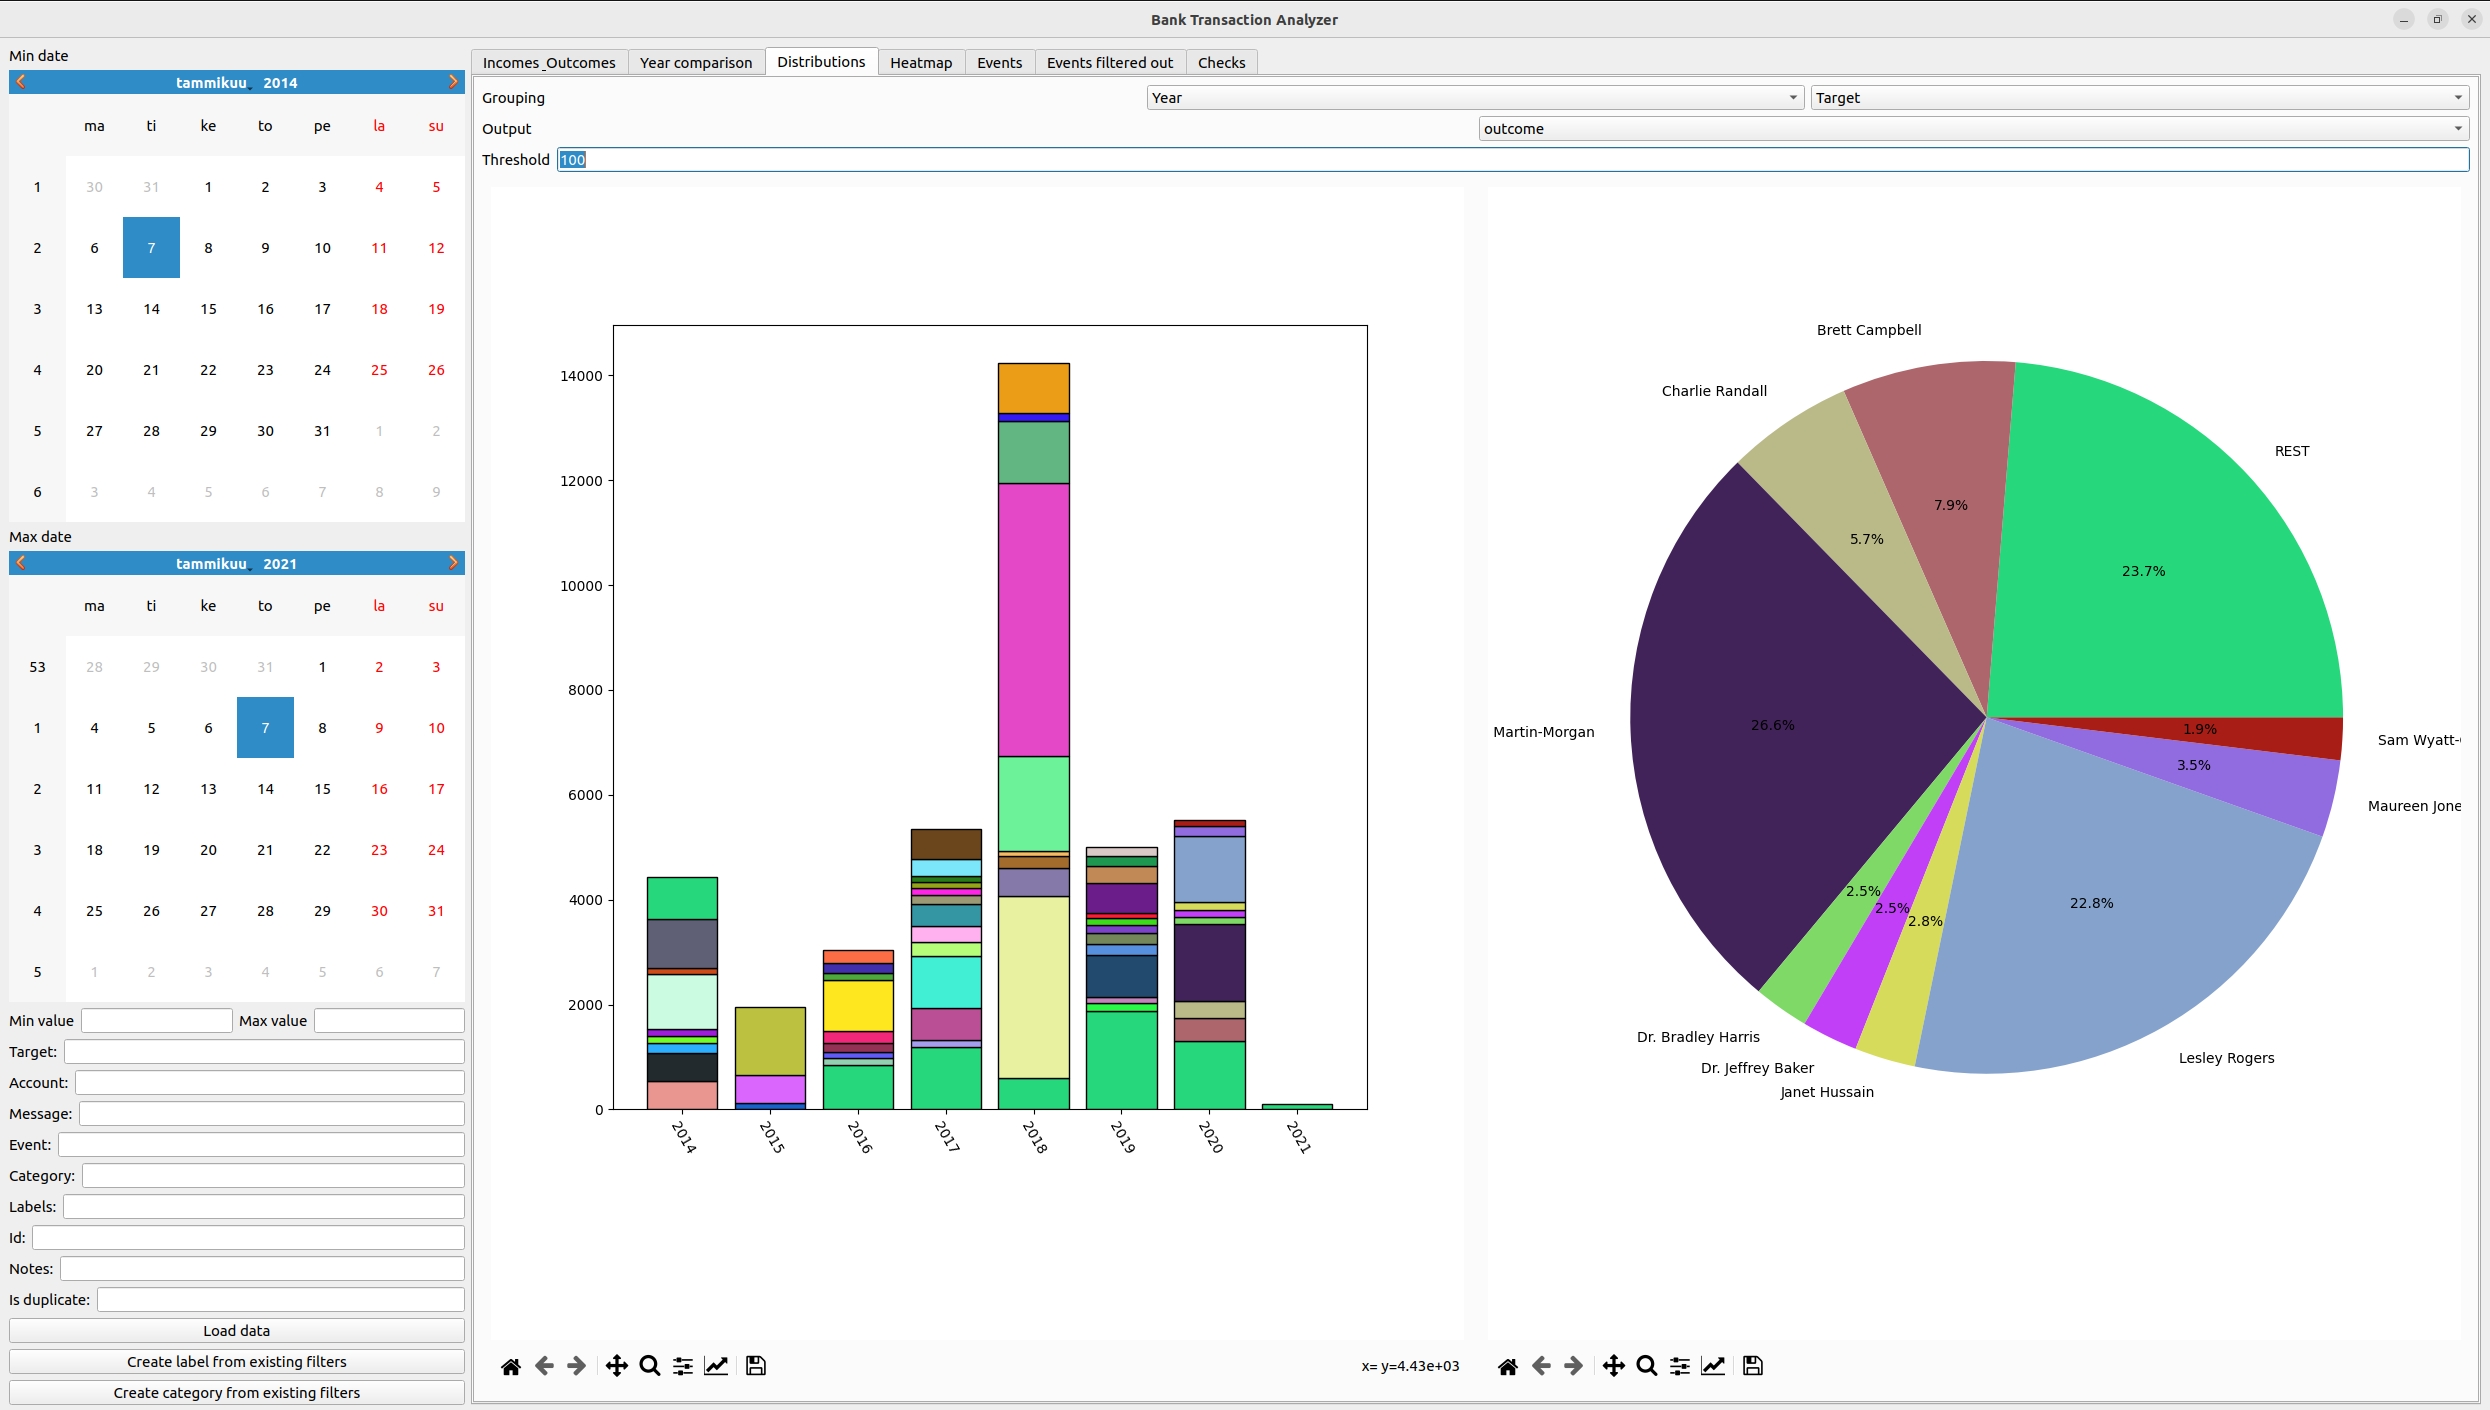 Bank Transaction Analyzer
Min date
tammikuu 2014
ma ti ke to pe la su
1 30 31 1 2 3 4 5
2 6 7 8 9 10 11 12
3 13 14 15 16 17 18 19
4 20 21 22 23 24 25 26
5 27 28 29 30 31 1 2
6 3 4 5 6 7 8 9
Max date
tammikuu 2021
ma ti ke to pe la su
53 28 29 30 31 1 2 3
1 4 5 6 7 8 9 10
2 11 12 13 14 15 16 17
3 18 19 20 21 22 23 24
4 25 26 27 28 29 30 31
5 1 2 3 4 5 6 7
Min value Max value
Target:
Account:
Message:
Event:
Category:
Labels:
Id:
Notes:
Is duplicate:
Load data
Create label from existing filters
Create category from existing filters
Incomes_Outcomes Year comparison Distributions Heatmap Events Events filtered out Checks
Grouping Year Target
Output outcome
Threshold 100
14000
12000
10000
8000
6000
4000
2000
0
2014 2015 2016 2017 2018 2019 2020 2021
x= y=4.43e+03
Brett Campbell
Charlie Randall
REST
7.9%
5.7%
23.7%
Martin-Morgan
26.6%
1.9%
Sam Wyatt-
3.5%
Maureen Jone
2.5%
2.5%
2.8%
22.8%
Dr. Bradley Harris
Dr. Jeffrey Baker
Janet Hussain
Lesley Rogers